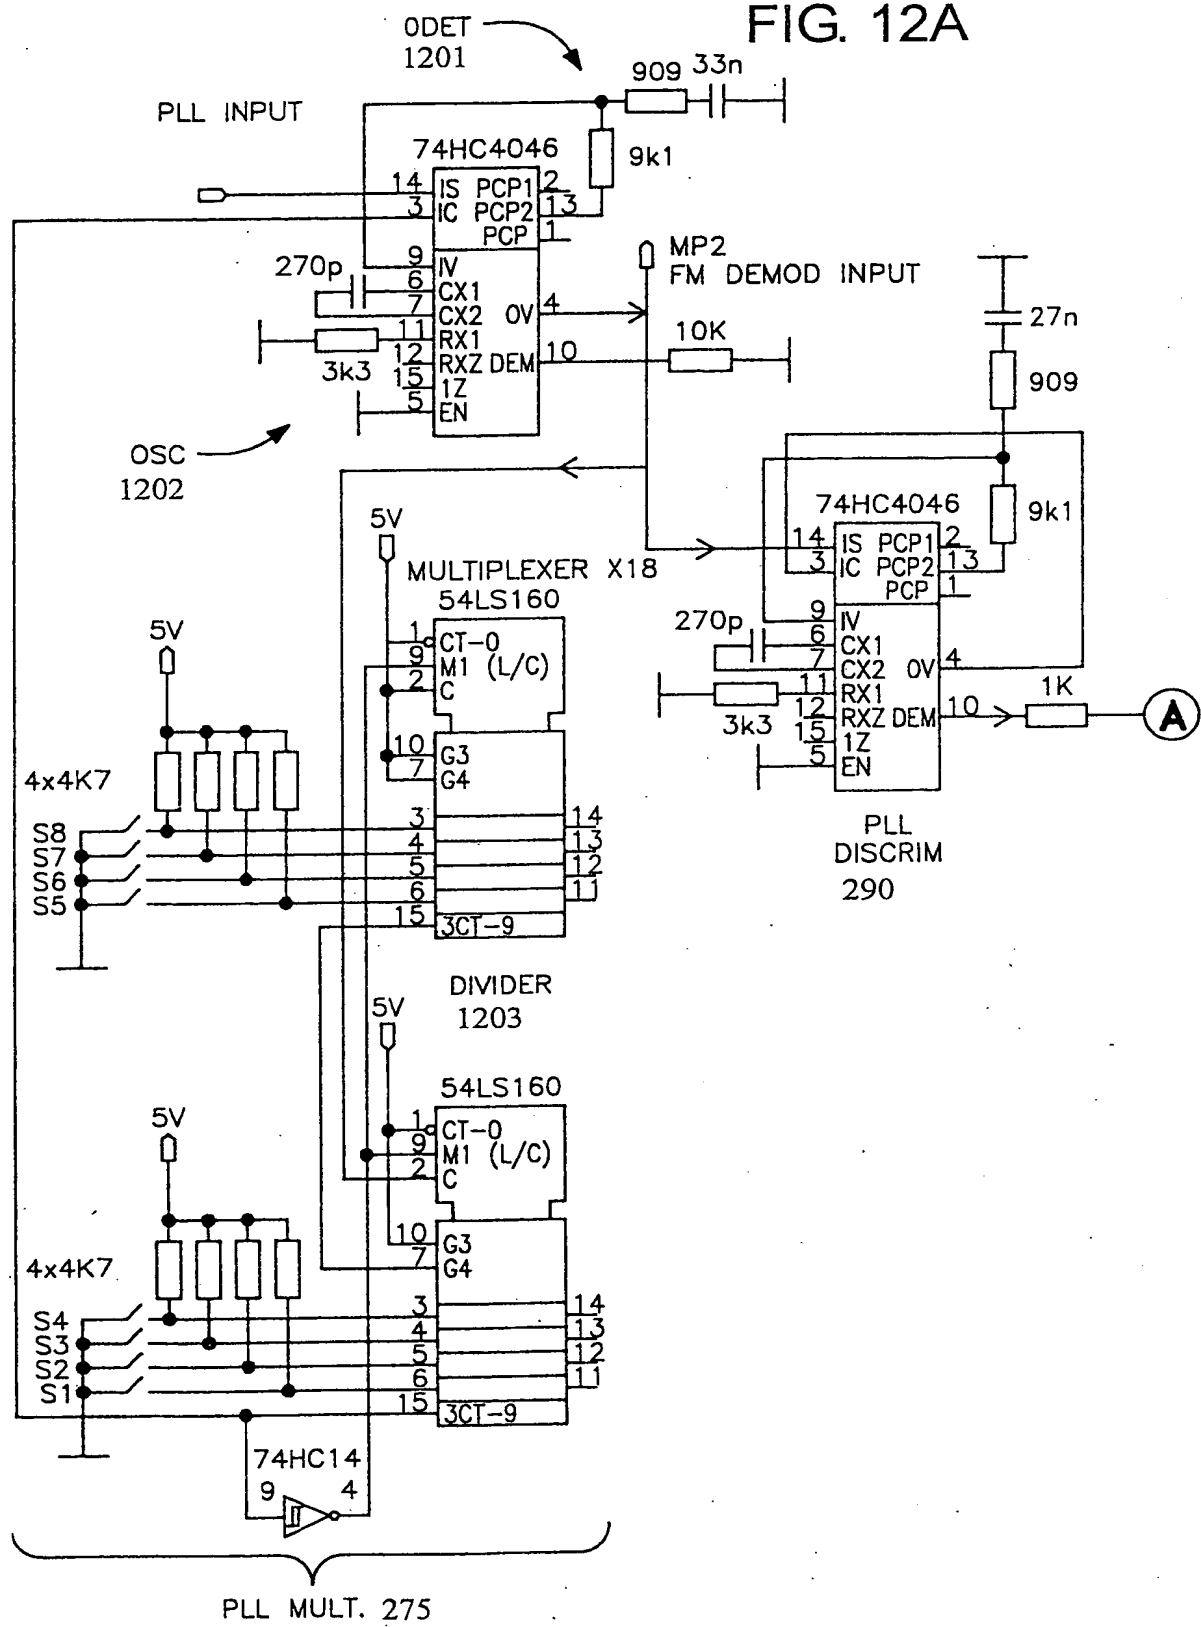 FIG. 12A
0DET
1201
909 33n
PLL INPUT
9k1
74HC4046
14 IS PCP1 2
3 IC PCP2 13
PCP 1
9 IV
270p
6 CX1
7 CX2 0V 4
11 RX1
3k3
12 RXZ DEM 10
15 1Z
5 EN
MP2
FM DEMOD INPUT
10K
OSC
1202
27n
909
9k1
74HC4046
14 IS PCP1 2
3 IC PCP2 13
PCP 1
9 IV
270p
6 CX1
7 CX2 0V 4
11 RX1
3k3
12 RXZ DEM 10
15 1Z
5 EN
1K
A
PLL
DISCRIM
290
5V
MULTIPLEXER X18
54LS160
1 CT-0
9 M1 (L/C)
2 C
10 G3
7 G4
5V
4x4K7
S8 3 14
S7 4 13
S6 5 12
S5 6 11
15 3CT-9
DIVIDER
1203
5V
54LS160
1 CT-0
9 M1 (L/C)
2 C
10 G3
7 G4
5V
4x4K7
S4 3 14
S3 4 13
S2 5 12
S1 6 11
15 3CT-9
74HC14
9 4
PLL MULT. 275